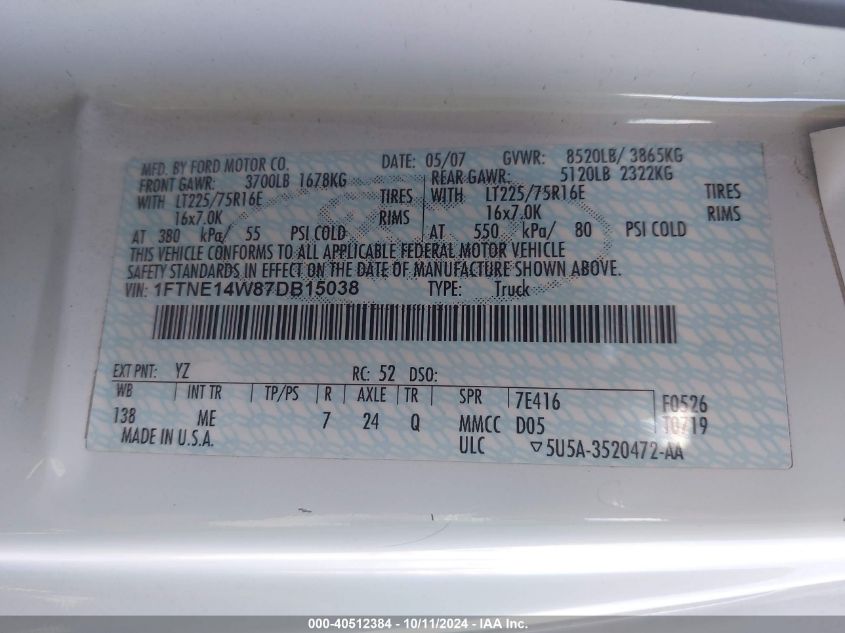 MFD. BY FORD MOTOR CO. DATE: 05/07 GVWR: 8520LB/ 3865KG
FRONT GAWR: 3700LB 1678KG REAR GAWR: 5120LB 2322KG
WITH LT225/75R16E TIRES WITH LT225/75R16E TIRES
16x7.0K RIMS 16x7.0K RIMS
AT 380 kPa/ 55 PSI COLD AT 550 kPa/ 80 PSI COLD
THIS VEHICLE CONFORMS TO ALL APPLICABLE FEDERAL MOTOR VEHICLE
SAFETY STANDARDS IN EFFECT ON THE DATE OF MANUFACTURE SHOWN ABOVE.
VIN: 1FTNE14W87DB15038 TYPE: Truck
EXT PNT: YZ RC: 52 DSO:
WB INT TR TP/PS R AXLE TR SPR 7E416 F0526
138 ME 7 24 Q MMCC D05 T0719
MADE IN U.S.A. ULC ▽5U5A-3520472-AA
000-40512384 - 10/11/2024 - IAA Inc.